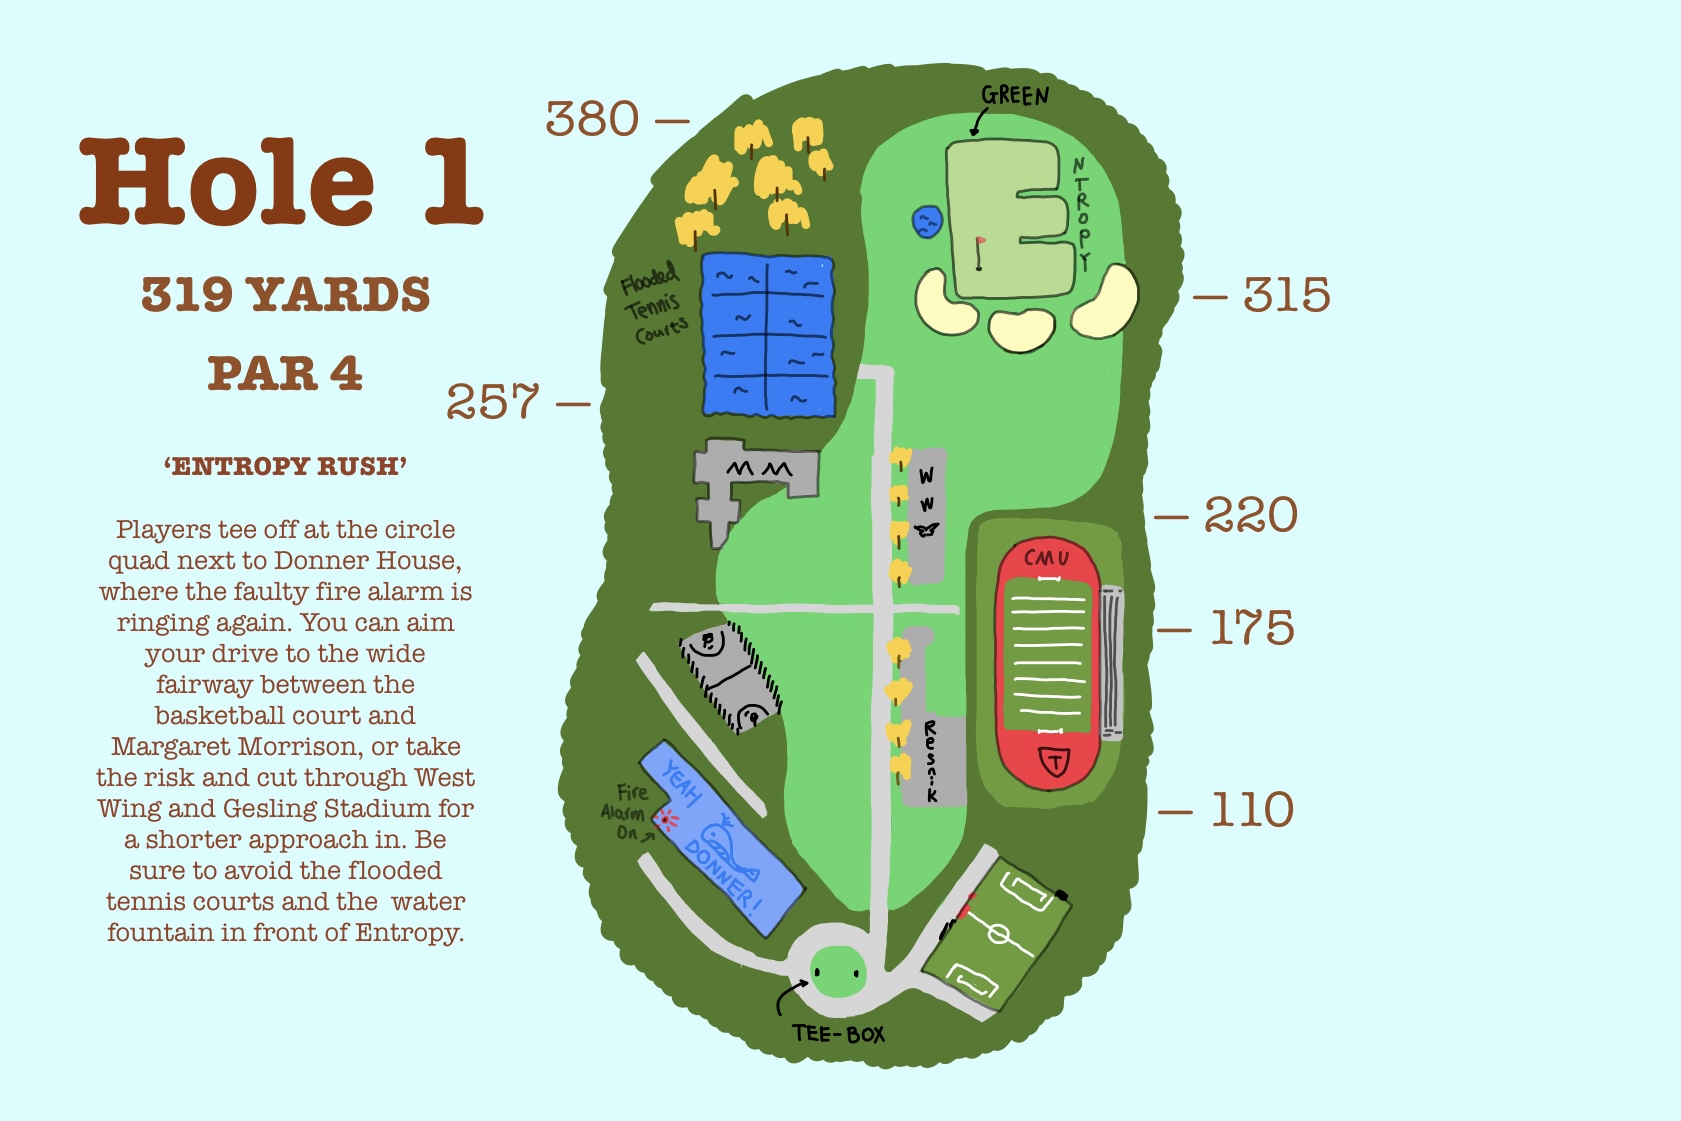 Hole 1
319 YARDS
PAR 4
‘ENTROPY RUSH’
Players tee off at the circle
quad next to Donner House,
where the faulty fire alarm is
ringing again. You can aim
your drive to the wide
fairway between the
basketball court and
Margaret Morrison, or take
the risk and cut through West
Wing and Gesling Stadium for
a shorter approach in. Be
sure to avoid the flooded
tennis courts and the water
fountain in front of Entropy.
380
257
GREEN
E
NTROPY
Flooded
Tennis
Courts
MM
W
W
CMU
T
Resnik
YEAH
DONNER!
Fire
Alarm
On
TEE-BOX
315
220
175
110